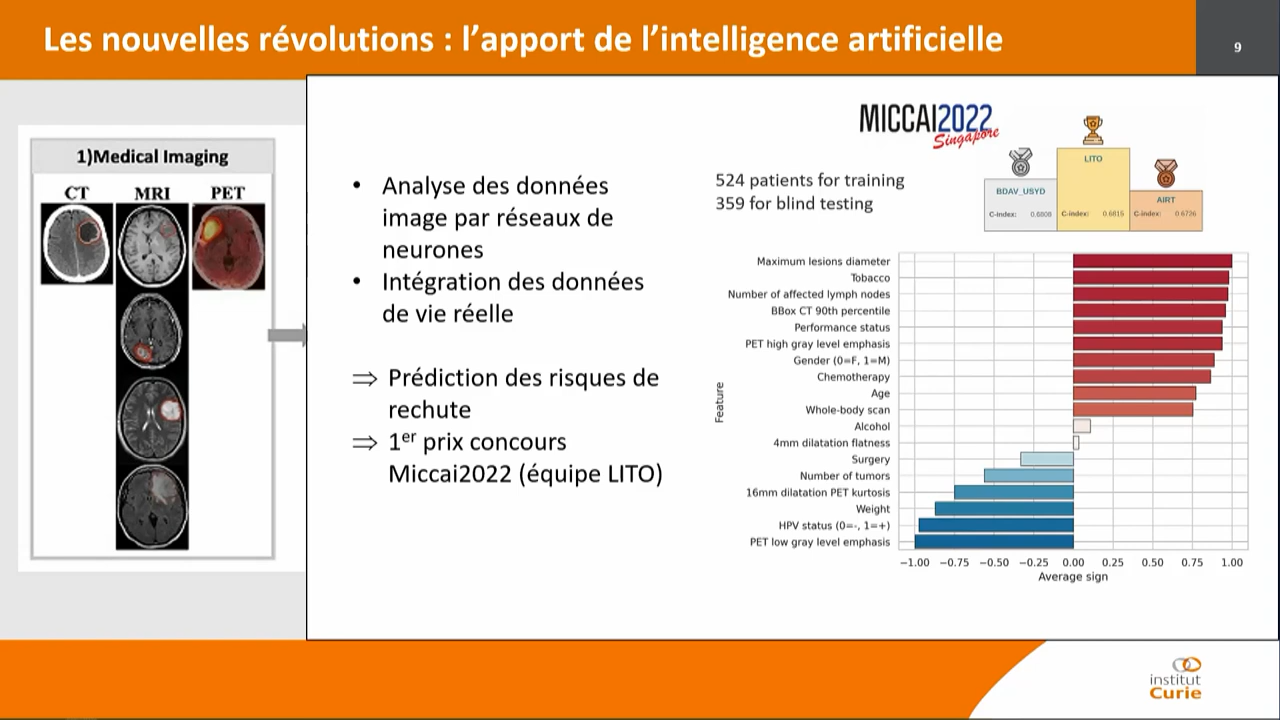 Les nouvelles révolutions : l’apport de l’intelligence artificielle
9
1)Medical Imaging
CT MRI PET
• Analyse des données
image par réseaux de
neurones
• Intégration des données
de vie réelle
⇒ Prédiction des risques de
rechute
⇒ 1er prix concours
Miccai2022 (équipe LITO)
MICCAI2022
Singapore
524 patients for training
359 for blind testing
LITO
C-index: 0.6815
BDAV_USYD
C-index: 0.6808
AIRT
C-index: 0.6726
Feature
Maximum lesions diameter
Tobacco
Number of affected lymph nodes
BBox CT 90th percentile
Performance status
PET high gray level emphasis
Gender (0=F, 1=M)
Chemotherapy
Age
Whole-body scan
Alcohol
4mm dilatation flatness
Surgery
Number of tumors
16mm dilatation PET kurtosis
Weight
HPV status (0=-, 1=+)
PET low gray level emphasis
−1.00 −0.75 −0.50 −0.25 0.00 0.25 0.50 0.75 1.00
Average sign
institut
Curie